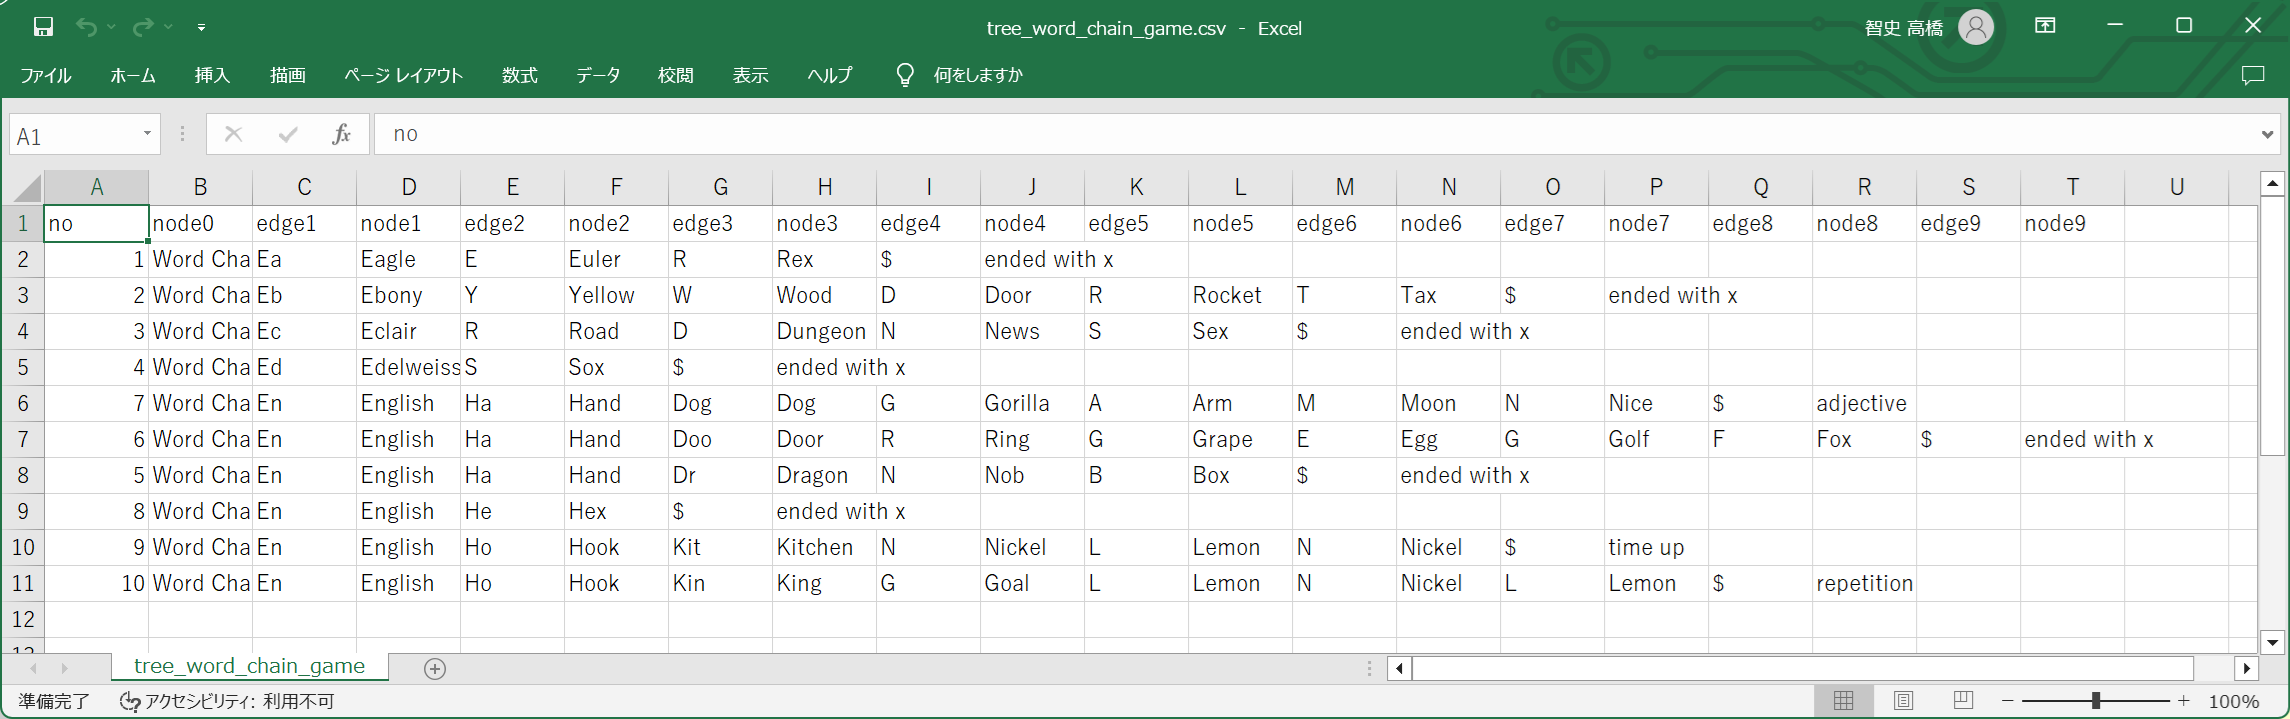 tree_word_chain_game.csv - Excel
智史 高橋
ファイル ホーム 挿入 描画 ページ レイアウト 数式 データ 校閲 表示 ヘルプ 何をしますか
A1 fx no
A B C D E F G H I J K L M N O P Q R S T U
1 no node0 edge1 node1 edge2 node2 edge3 node3 edge4 node4 edge5 node5 edge6 node6 edge7 node7 edge8 node8 edge9 node9
2 1 Word Cha Ea Eagle E Euler R Rex $ ended with x
3 2 Word Cha Eb Ebony Y Yellow W Wood D Door R Rocket T Tax $ ended with x
4 3 Word Cha Ec Eclair R Road D Dungeon N News S Sex $ ended with x
5 4 Word Cha Ed Edelweiss S Sox $ ended with x
6 7 Word Cha En English Ha Hand Dog Dog G Gorilla A Arm M Moon N Nice $ adjective
7 6 Word Cha En English Ha Hand Doo Door R Ring G Grape E Egg G Golf F Fox $ ended with x
8 5 Word Cha En English Ha Hand Dr Dragon N Nob B Box $ ended with x
9 8 Word Cha En English He Hex $ ended with x
10 9 Word Cha En English Ho Hook Kit Kitchen N Nickel L Lemon N Nickel $ time up
11 10 Word Cha En English Ho Hook Kin King G Goal L Lemon N Nickel L Lemon $ repetition
12
tree_word_chain_game
準備完了 アクセシビリティ: 利用不可 100%